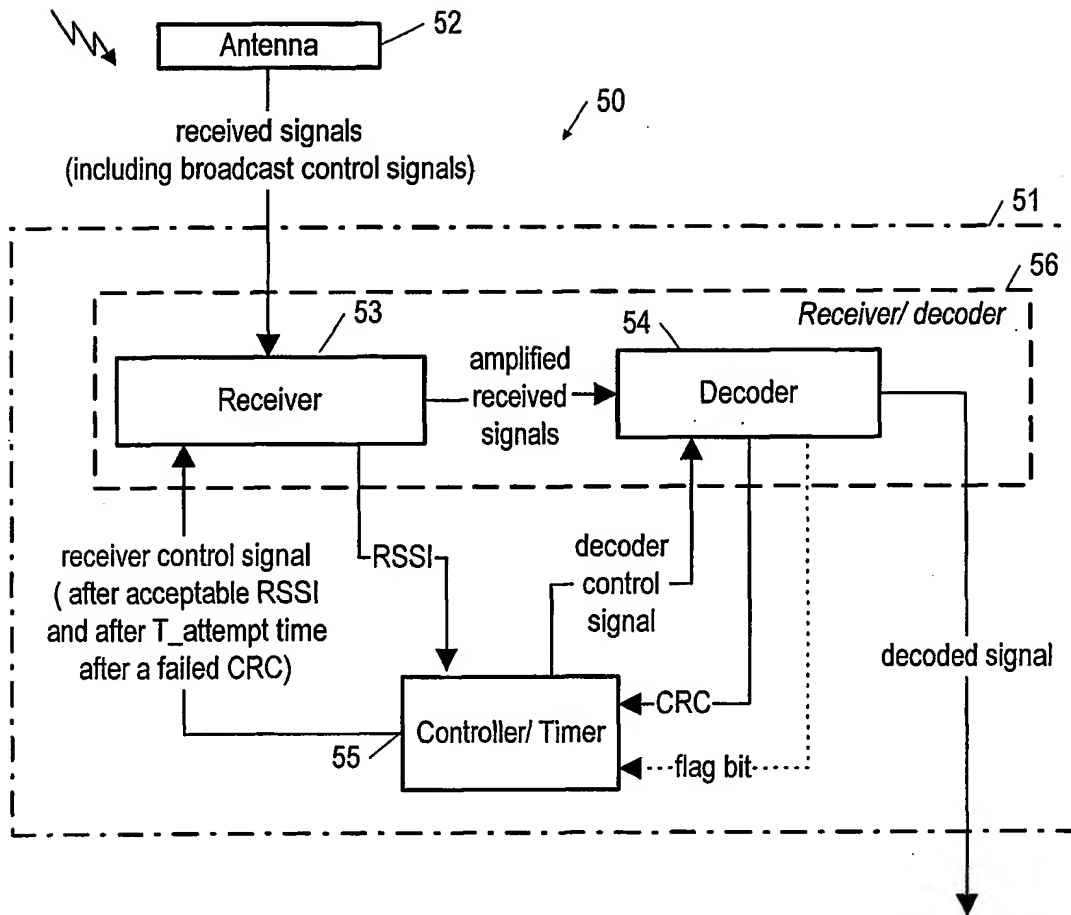 52
Antenna
50
received signals
(including broadcast control signals)
51
56
53
54
Receiver/ decoder
Receiver
amplified
received
signals
Decoder
receiver control signal
( after acceptable RSSI
and after T_attempt time
after a failed CRC)
RSSI
decoder
control
signal
decoded signal
CRC
55
Controller/ Timer
flag bit